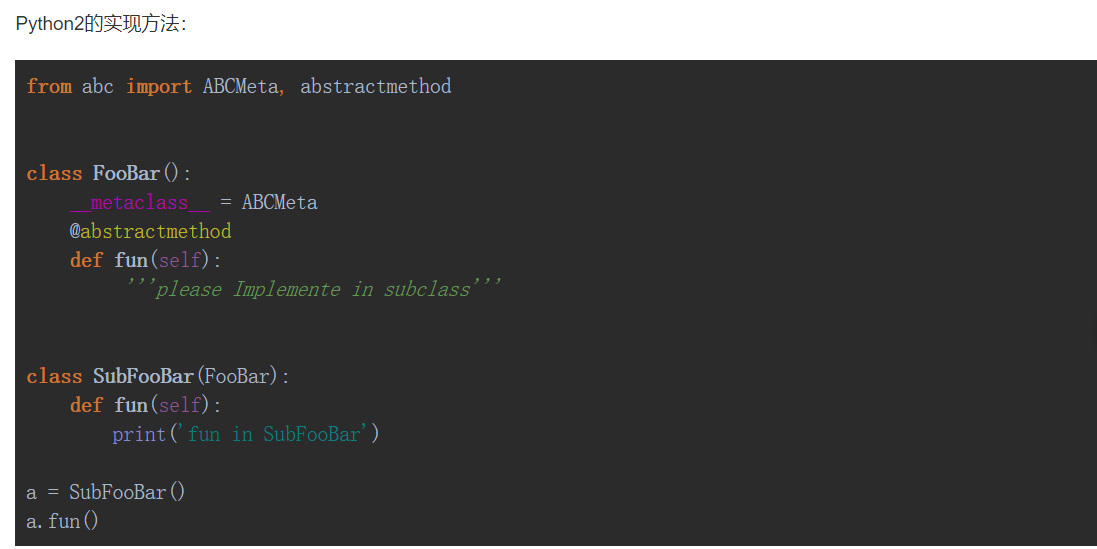 Python2的实现方法：
from abc import ABCMeta, abstractmethod
class FooBar():
    __metaclass__ = ABCMeta
    @abstractmethod
    def fun(self):
         '''please Implemente in subclass'''
class SubFooBar(FooBar):
    def fun(self):
        print('fun in SubFooBar')
a = SubFooBar()
a.fun()